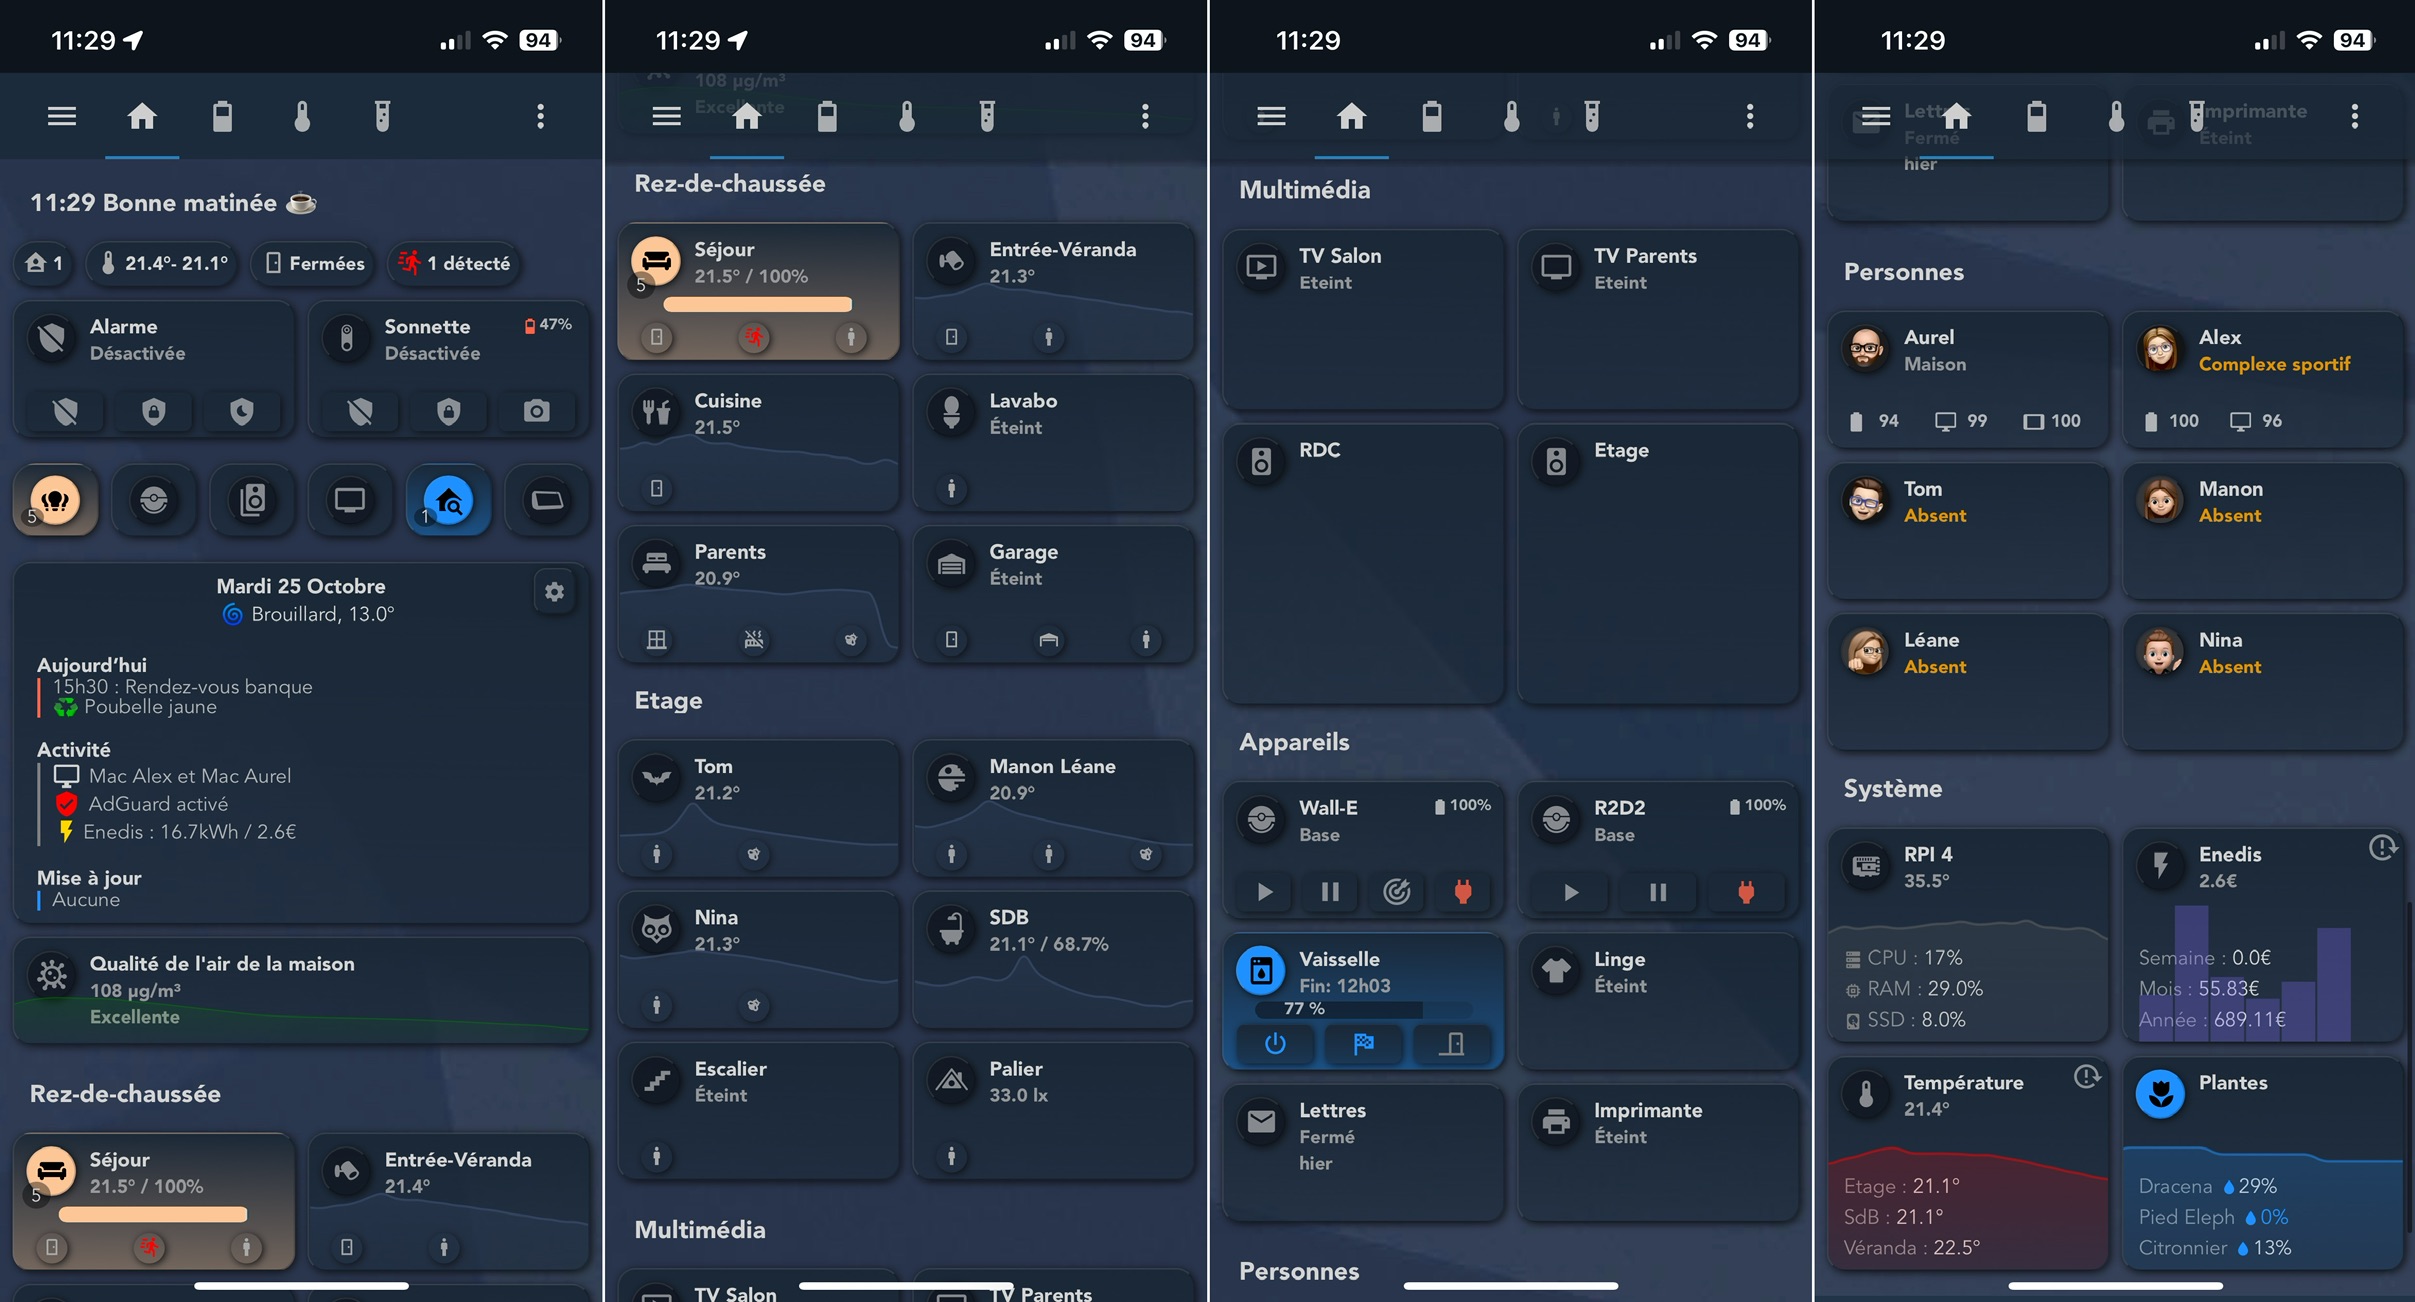 11:29
94
11:29 Bonne matinée ☕
1
21.4°- 21.1°
Fermées
1 détecté
Alarme
Désactivée
Sonnette
47%
Désactivée
5
1
Mardi 25 Octobre
Brouillard, 13.0°
Aujourd'hui
15h30 : Rendez-vous banque
Poubelle jaune
Activité
Mac Alex et Mac Aurel
AdGuard activé
Enedis : 16.7kWh / 2.6€
Mise à jour
Aucune
Qualité de l'air de la maison
108 µg/m³
Excellente
Rez-de-chaussée
Séjour
21.5° / 100%
5
Entrée-Véranda
21.4°
11:29
94
108 µg/m³
Excellente
Rez-de-chaussée
Séjour
21.5° / 100%
5
Entrée-Véranda
21.3°
Cuisine
21.5°
Lavabo
Éteint
Parents
20.9°
Garage
Éteint
Etage
Tom
21.2°
Manon Léane
20.9°
Nina
21.3°
SDB
21.1° / 68.7%
Escalier
Éteint
Palier
33.0 lx
Multimédia
TV Salon
TV Parents
11:29
94
Multimédia
TV Salon
Eteint
TV Parents
Eteint
RDC
Etage
Appareils
Wall-E
100%
Base
R2D2
100%
Base
Vaisselle
Fin: 12h03
77 %
Linge
Éteint
Lettres
Fermé
hier
Imprimante
Éteint
Personnes
11:29
94
Lettres
Fermé
hier
Imprimante
Éteint
Personnes
Aurel
Maison
94 99 100
Alex
Complexe sportif
100 96
Tom
Absent
Manon
Absent
Léane
Absent
Nina
Absent
Système
RPI 4
35.5°
CPU : 17%
RAM : 29.0%
SSD : 8.0%
Enedis
2.6€
Semaine : 0.0€
Mois : 55.83€
Année : 689.11€
Température
21.4°
Etage : 21.1°
SdB : 21.1°
Véranda : 22.5°
Plantes
Dracena 29%
Pied Eleph 0%
Citronnier 13%